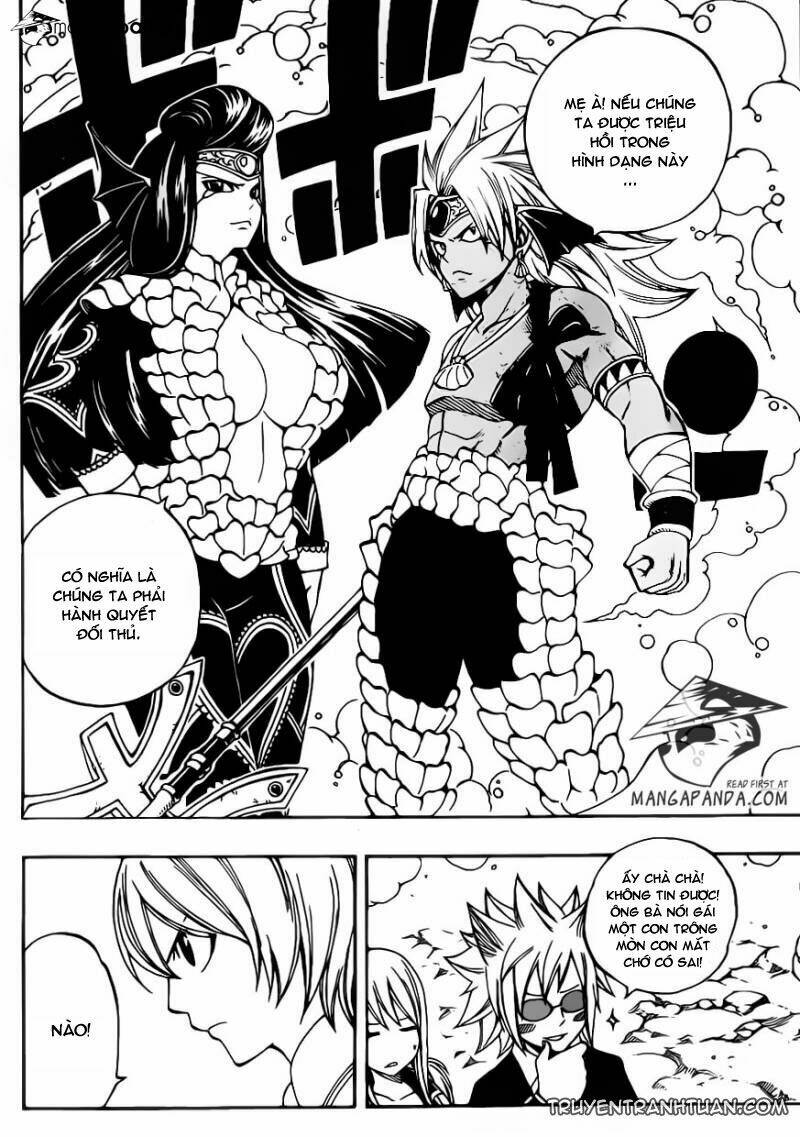 MẸ À! NẾU CHÚNG
TA ĐƯỢC TRIỆU
HỒI TRONG
HÌNH DẠNG NÀY
...
CÓ NGHĨA LÀ
CHÚNG TA PHẢI
HÀNH QUYẾT
ĐỐI THỦ.
READ FIRST AT
MANGAPANDA.COM
ẤY CHÀ CHÀ!
KHÔNG TIN ĐƯỢC!
ÔNG BÀ NÓI GÁI
MỘT CON TRÔNG
MÒN CON MẮT
CHỚ CÓ SAI!
NÀO!
TRUYENTRANHTUAN.COM